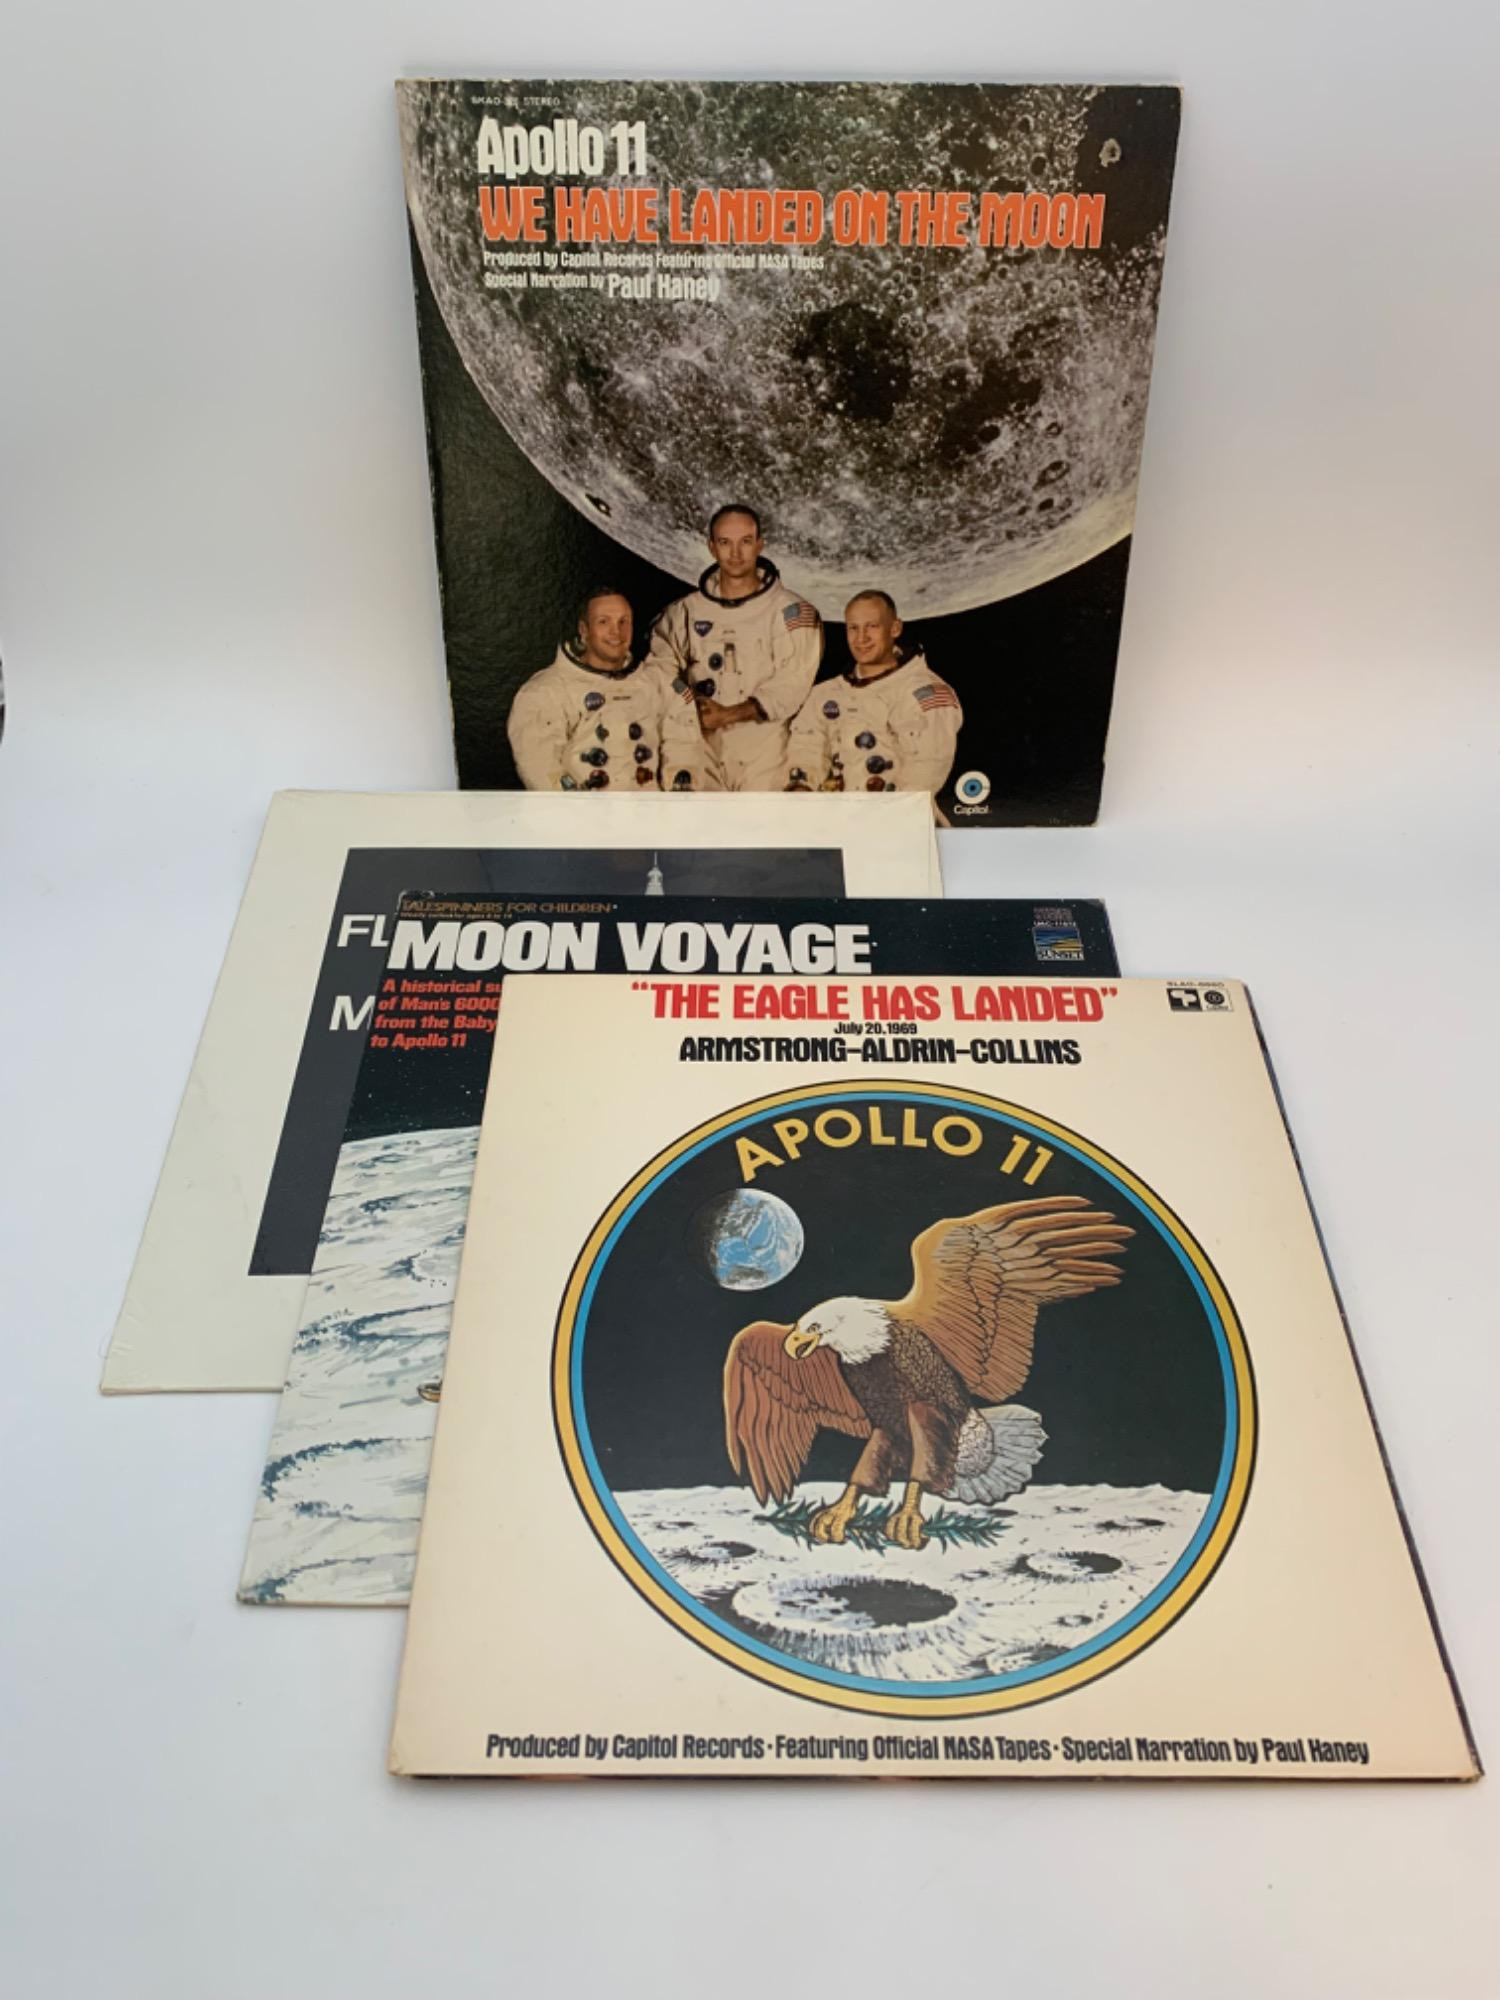 STEREO
Apollo 11
WE HAVE LANDED ON THE MOON
Produced by Capitol Records Featuring Official NASA Tapes
Special Narration by Paul Haney
Capitol
FL
M
TALESPINNERS FOR CHILDREN
MOON VOYAGE
A historical su
of Man's 6000
from the Baby
to Apollo 11
SUNSET
"THE EAGLE HAS LANDED"
July 20, 1969
ARMSTRONG-ALDRIN-COLLINS
APOLLO 11
Produced by Capitol Records • Featuring Official NASA Tapes • Special Narration by Paul Haney